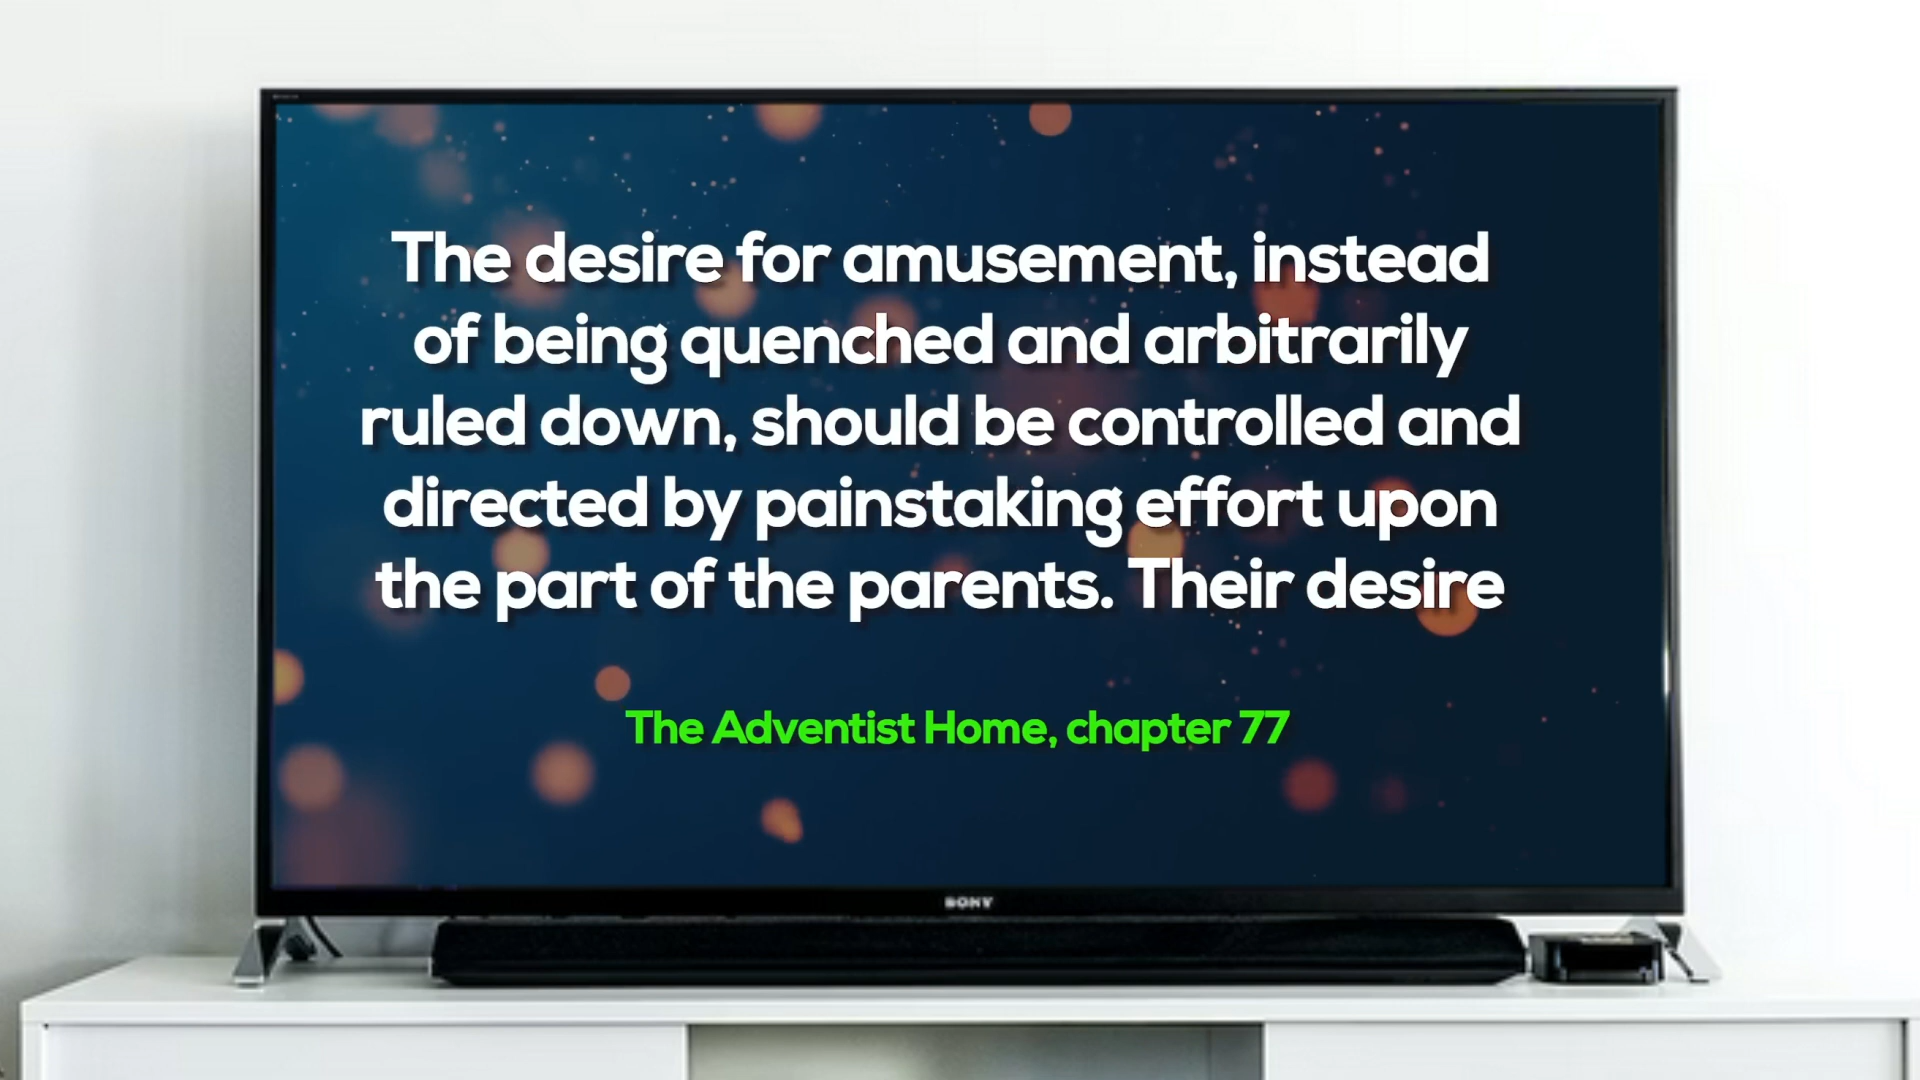 The desire for amusement, instead
of being quenched and arbitrarily
ruled down, should be controlled and
directed by painstaking effort upon
the part of the parents. Their desire
The Adventist Home, chapter 77
SONY